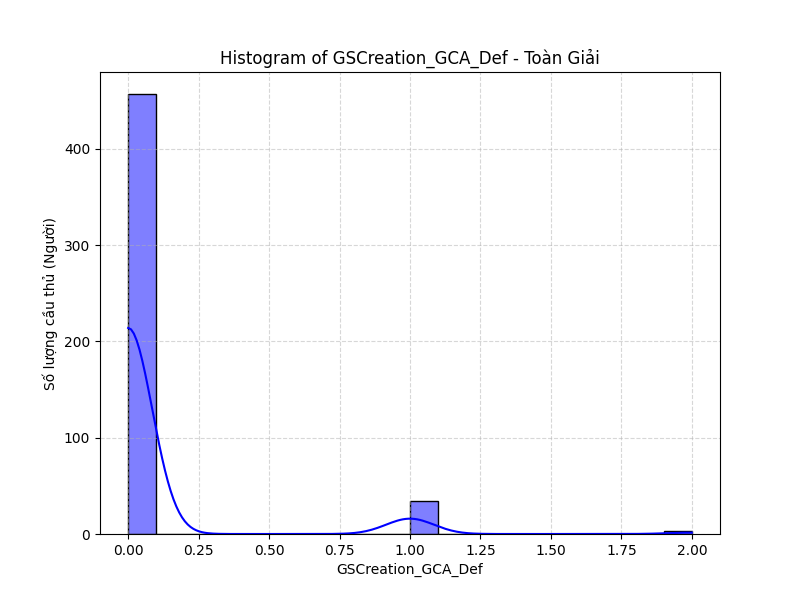 Histogram of GSCreation_GCA_Def - Toàn Giải
Số lượng cầu thủ (Người)
400
300
200
100
0
0.00 0.25 0.50 0.75 1.00 1.25 1.50 1.75 2.00
GSCreation_GCA_Def